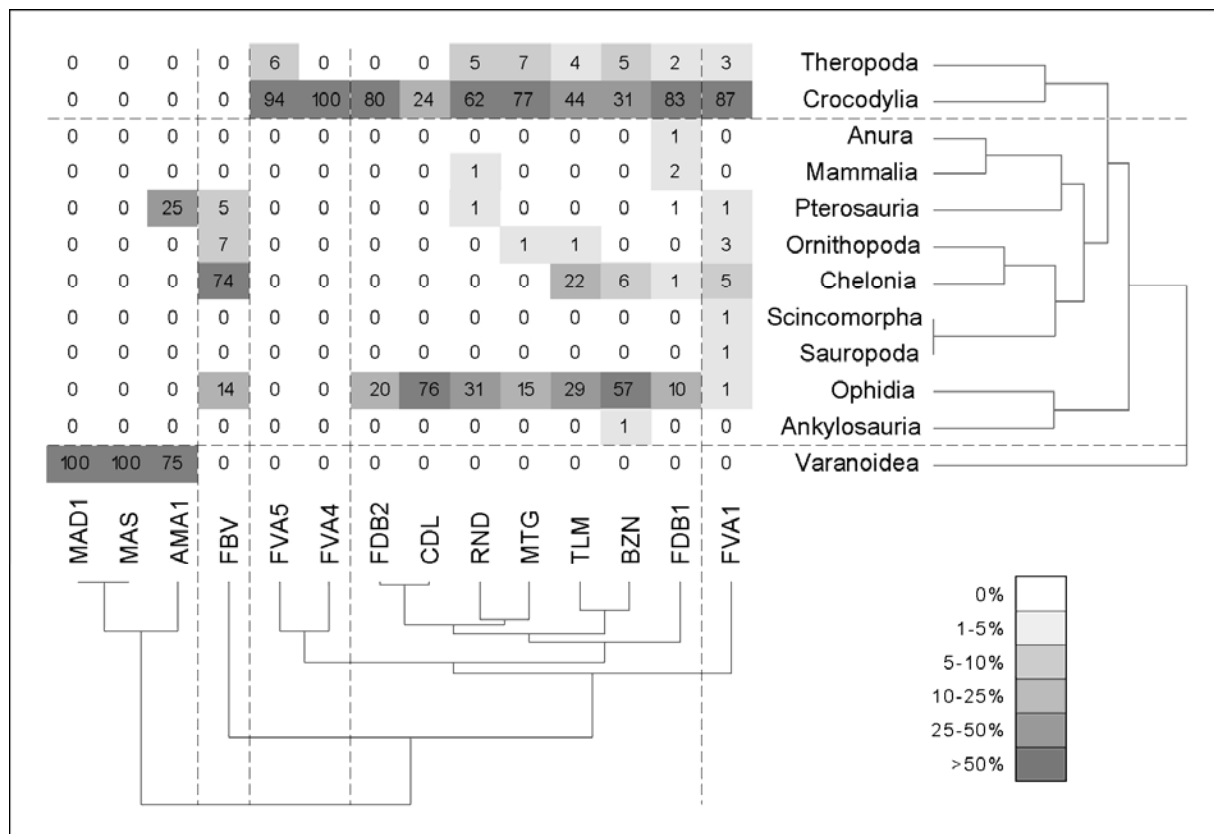 0 0 0 0 6 0 0 0 5 7 4 5 2 3 Theropoda
0 0 0 0 94 100 80 24 62 77 44 31 83 87 Crocodylia
0 0 0 0 0 0 0 0 0 0 0 0 1 0 Anura
0 0 0 0 0 0 0 0 1 0 0 0 2 0 Mammalia
0 0 25 5 0 0 0 0 1 0 0 0 1 1 Pterosauria
0 0 0 7 0 0 0 0 0 1 1 0 0 3 Ornithopoda
0 0 0 74 0 0 0 0 0 0 22 6 1 5 Chelonia
0 0 0 0 0 0 0 0 0 0 0 0 0 1 Scincomorpha
0 0 0 0 0 0 0 0 0 0 0 0 0 1 Sauropoda
0 0 0 14 0 0 20 76 31 15 29 57 10 1 Ophidia
0 0 0 0 0 0 0 0 0 0 0 1 0 0 Ankylosauria
100 100 75 0 0 0 0 0 0 0 0 0 0 0 Varanoidea
MAD1 MAS AMA1 FBV FVA5 FVA4 FDB2 CDL RND MTG TLM BZN FDB1 FVA1
0%
1-5%
5-10%
10-25%
25-50%
>50%